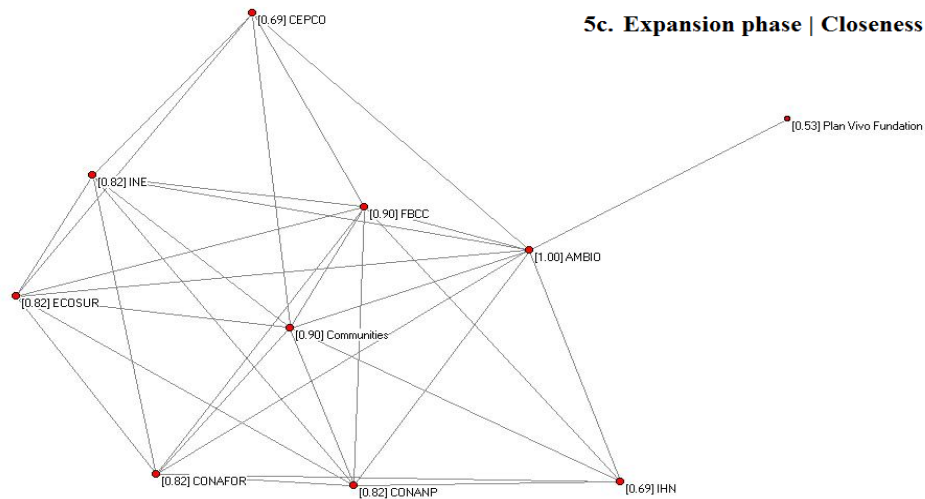 [0.69] CEPCO
5c. Expansion phase | Closeness
[0.53] Plan Vivo Fundation
[0.82] INE
[0.90] FBCC
[1.00] AMBIO
[0.82] ECOSUR
[0.90] Communities
[0.82] CONAFOR
[0.82] CONANP
[0.69] IHN